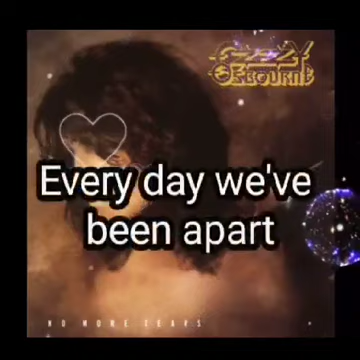 OZZY
OSBOURNE
Every day we've
been apart
NO MORE TEARS